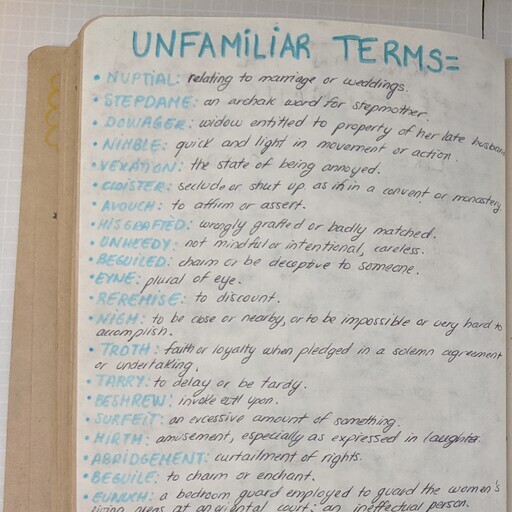 UNFAMILIAR TERMS=
• NUPTIAL: relating to marriage or weddings.
• STEPDAME: an archaic word for stepmother.
• DOWAGER: widow entitled to property of her late husband
• NIMBLE: quick and light in movement or action.
• VEXATION: the state of being annoyed.
• CLOISTER: seclude or shut up as if in a convent or monastery
• AVOUCH: to affirm or assert.
• MISGRAFTED: wrongly grafted or badly matched.
• UNHEEDY: not mindful or intentional, careless.
• BEGUILED: charm or be deceptive to someone.
• EYNE: plural of eye.
• REREMISE: to discount.
• NIGH: to be close or nearby, or to be impossible or very hard to
accomplish.
• TROTH: faith or loyalty when pledged in a solemn agreement
or undertaking.
• TARRY: to delay or be tardy.
• BESHREW: invoke evil upon.
• SURFEIT: an excessive amount of something.
• MIRTH: amusement, especially as expressed in laughter.
• ABRIDGEMENT: curtailment of rights.
• BEGUILE: to charm or enchant.
• EUNUCH: a bedroom guard employed to guard the women's
living areas at an oriental court; an ineffectual person.